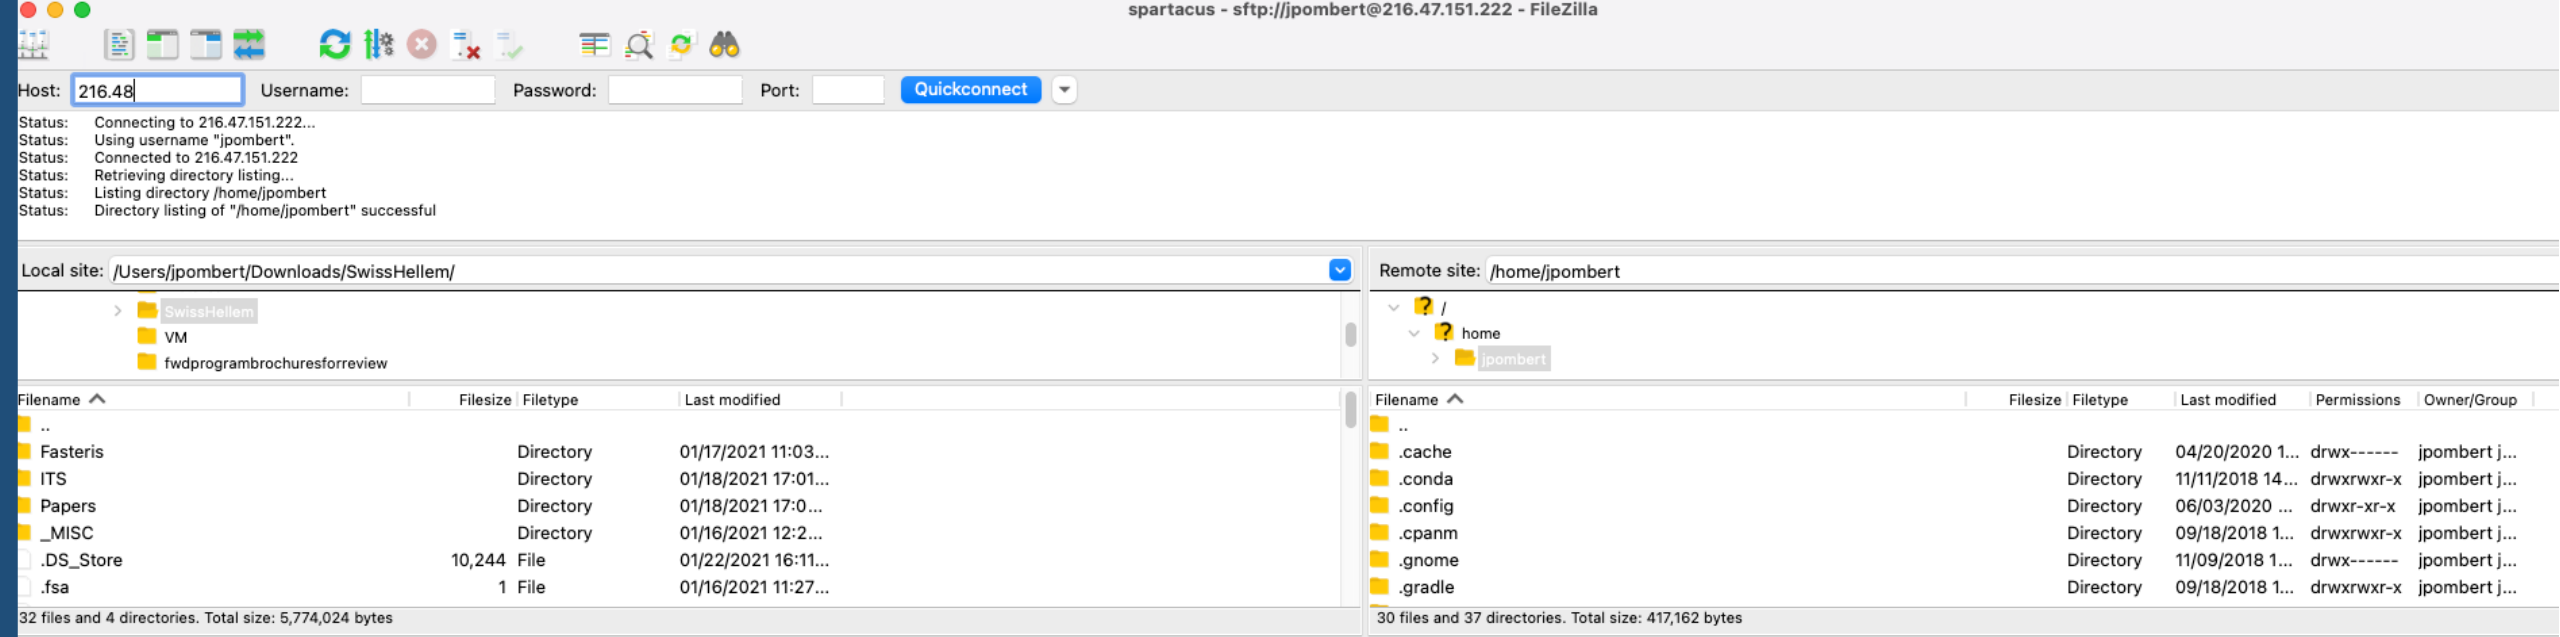 spartacus - sftp://jpombert@216.47.151.222 - FileZilla
Host: 216.48 Username: Password: Port: Quickconnect
Status: Connecting to 216.47.151.222...
Status: Using username "jpombert".
Status: Connected to 216.47.151.222
Status: Retrieving directory listing...
Status: Listing directory /home/jpombert
Status: Directory listing of "/home/jpombert" successful
Local site: /Users/jpombert/Downloads/SwissHellem/
SwissHellem
VM
fwdprogrambrochuresforreview
Filename Filesize Filetype Last modified
..
Fasteris Directory 01/17/2021 11:03...
ITS Directory 01/18/2021 17:01...
Papers Directory 01/18/2021 17:0...
_MISC Directory 01/16/2021 12:2...
.DS_Store 10,244 File 01/22/2021 16:11...
.fsa 1 File 01/16/2021 11:27...
32 files and 4 directories. Total size: 5,774,024 bytes
Remote site: /home/jpombert
/
home
jpombert
Filename Filesize Filetype Last modified Permissions Owner/Group
..
.cache Directory 04/20/2020 1... drwx------ jpombert j...
.conda Directory 11/11/2018 14... drwxrwxr-x jpombert j...
.config Directory 06/03/2020 ... drwxr-xr-x jpombert j...
.cpanm Directory 09/18/2018 1... drwxrwxr-x jpombert j...
.gnome Directory 11/09/2018 1... drwx------ jpombert j...
.gradle Directory 09/18/2018 1... drwxrwxr-x jpombert j...
30 files and 37 directories. Total size: 417,162 bytes